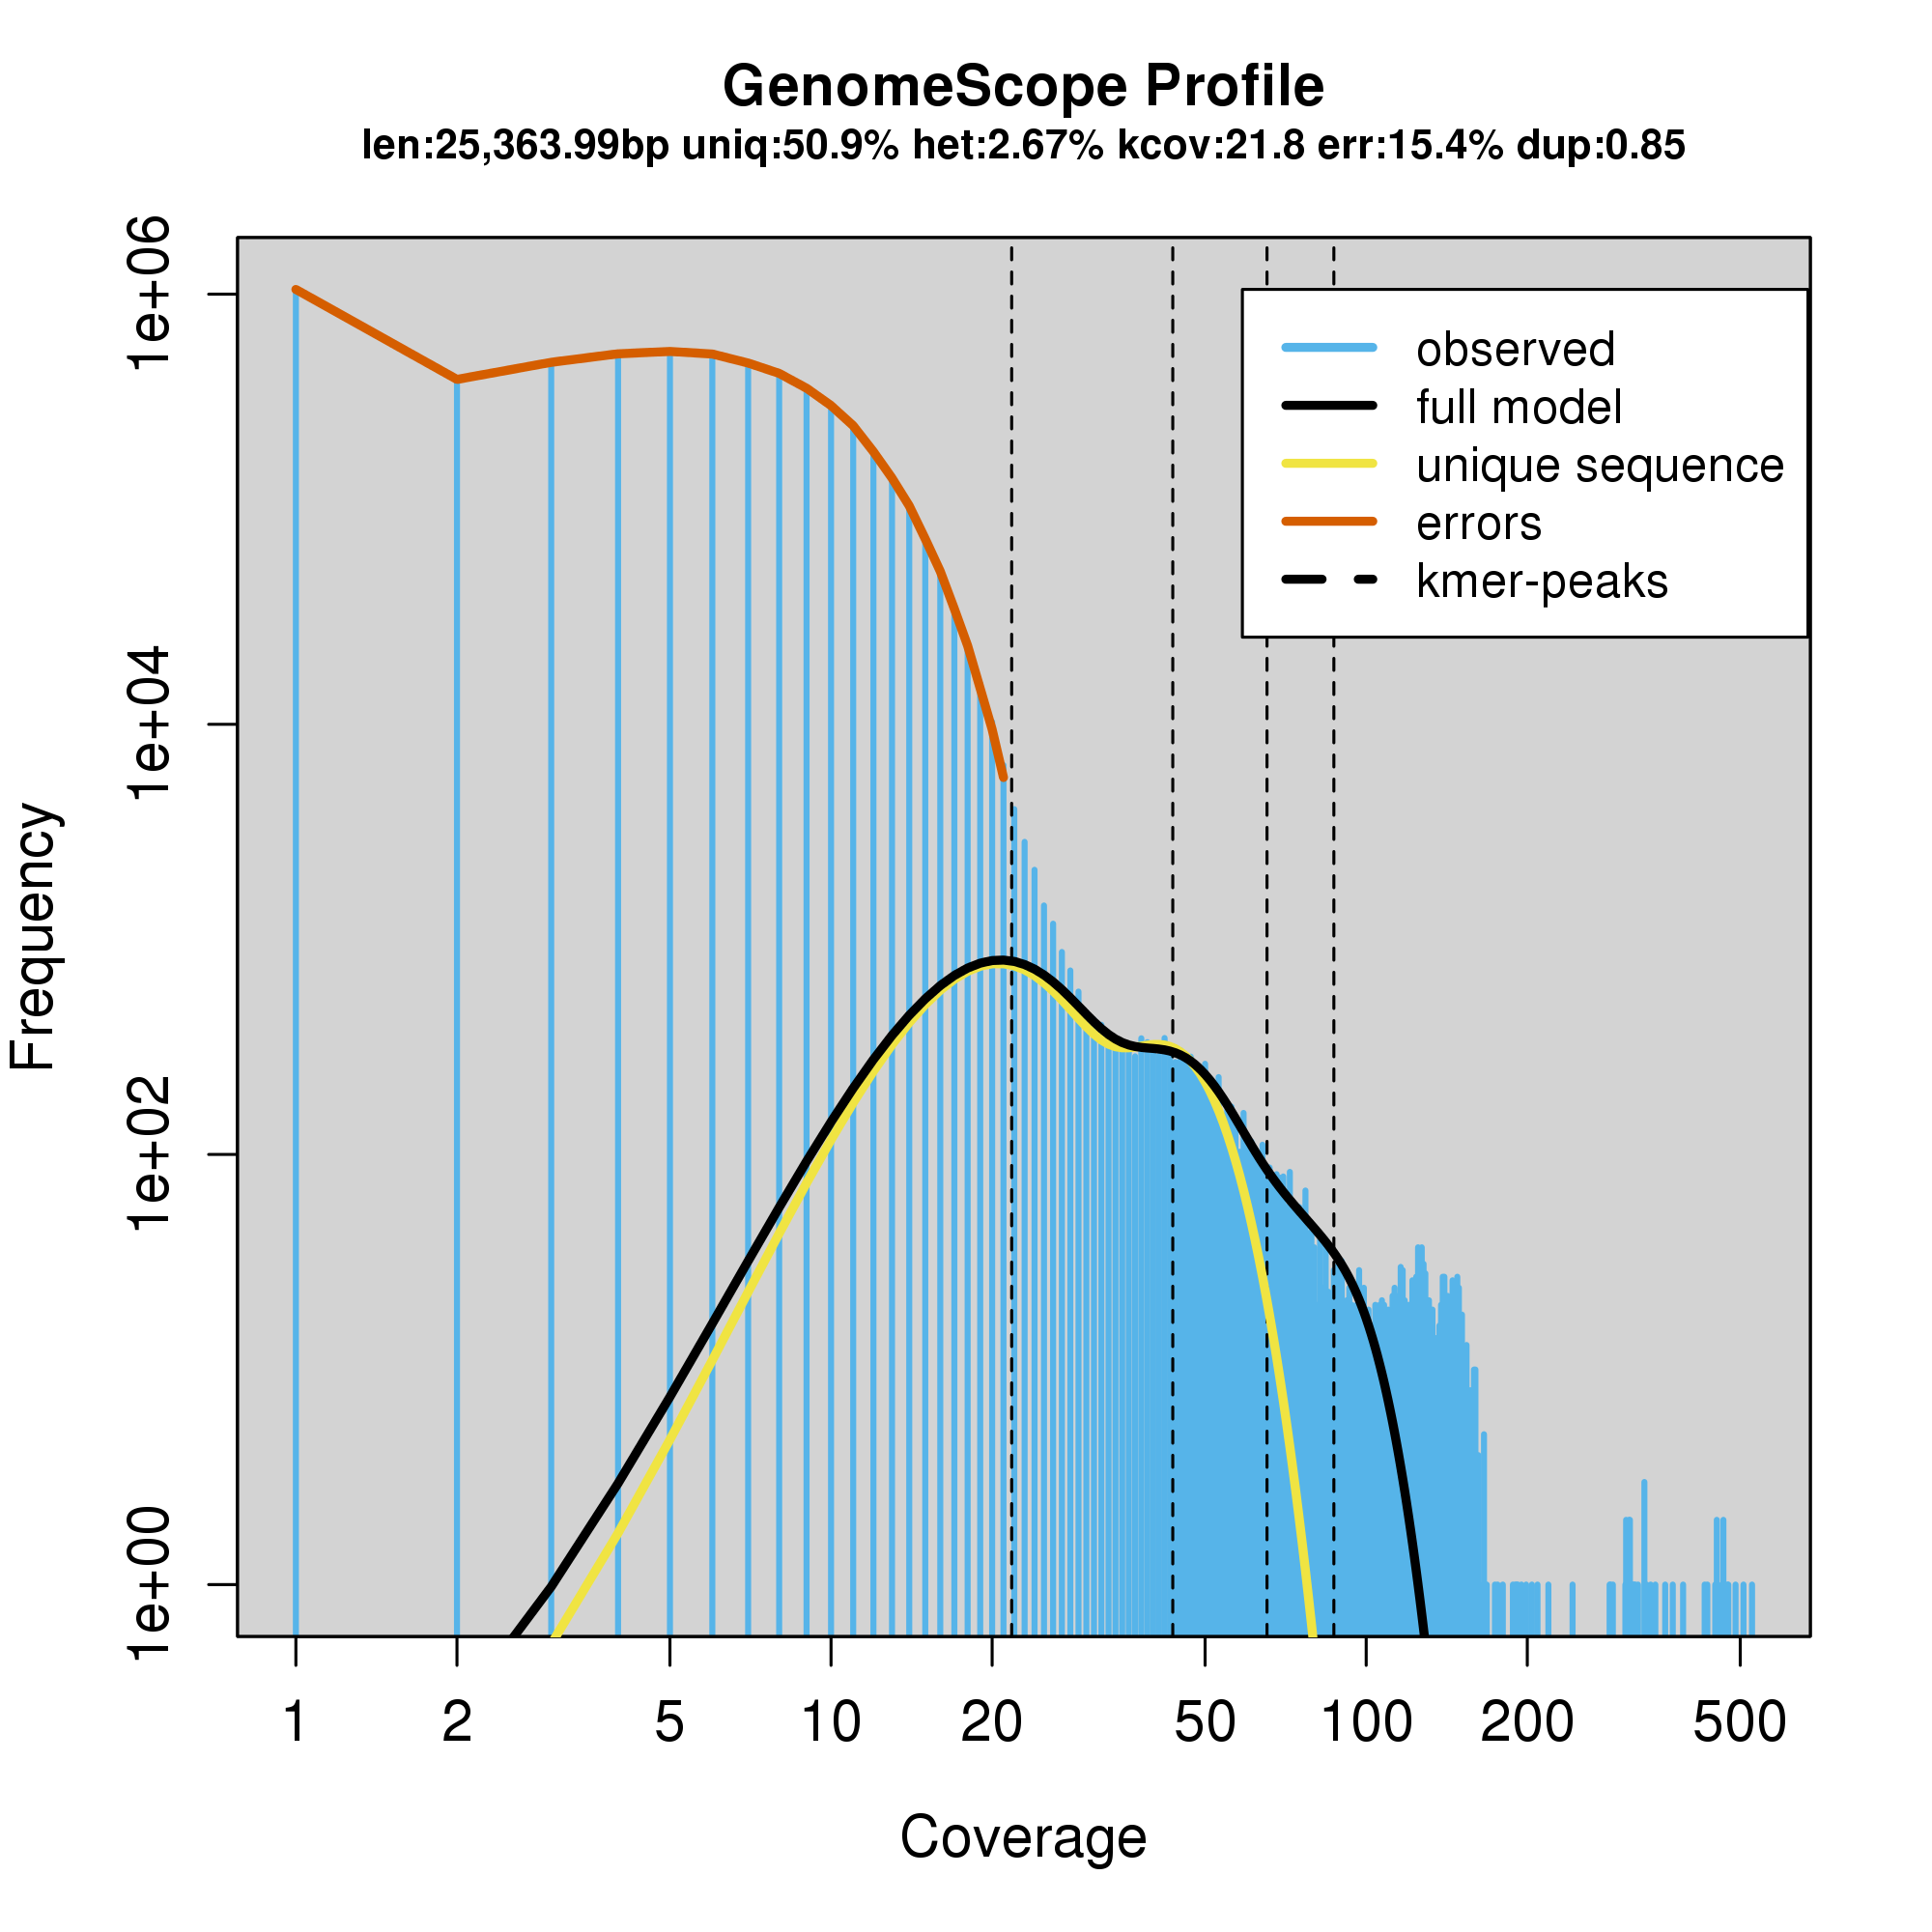 GenomeScope Profile
len:25,363.99bp uniq:50.9% het:2.67% kcov:21.8 err:15.4% dup:0.85
observed
full model
unique sequence
errors
kmer-peaks
Frequency
1e+06
1e+04
1e+02
1e+00
1 2 5 10 20 50 100 200 500
Coverage